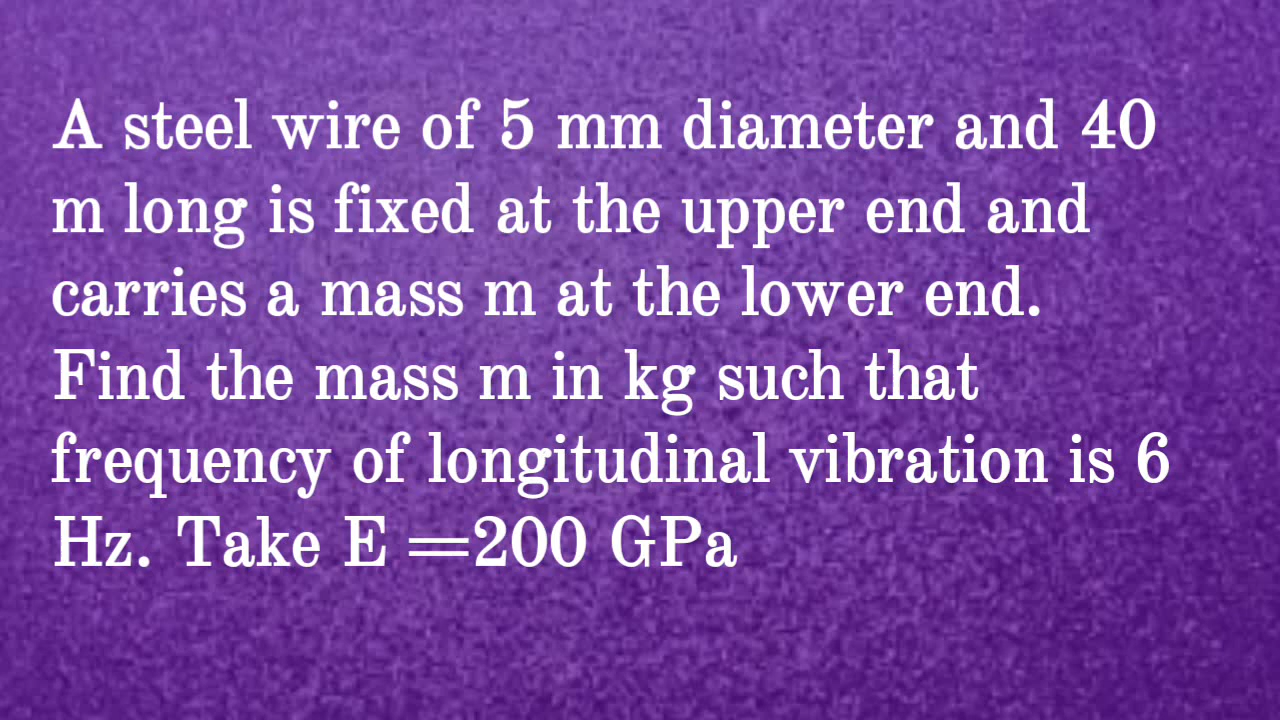 A steel wire of 5 mm diameter and 40
m long is fixed at the upper end and
carries a mass m at the lower end.
Find the mass m in kg such that
frequency of longitudinal vibration is 6
Hz. Take E =200 GPa